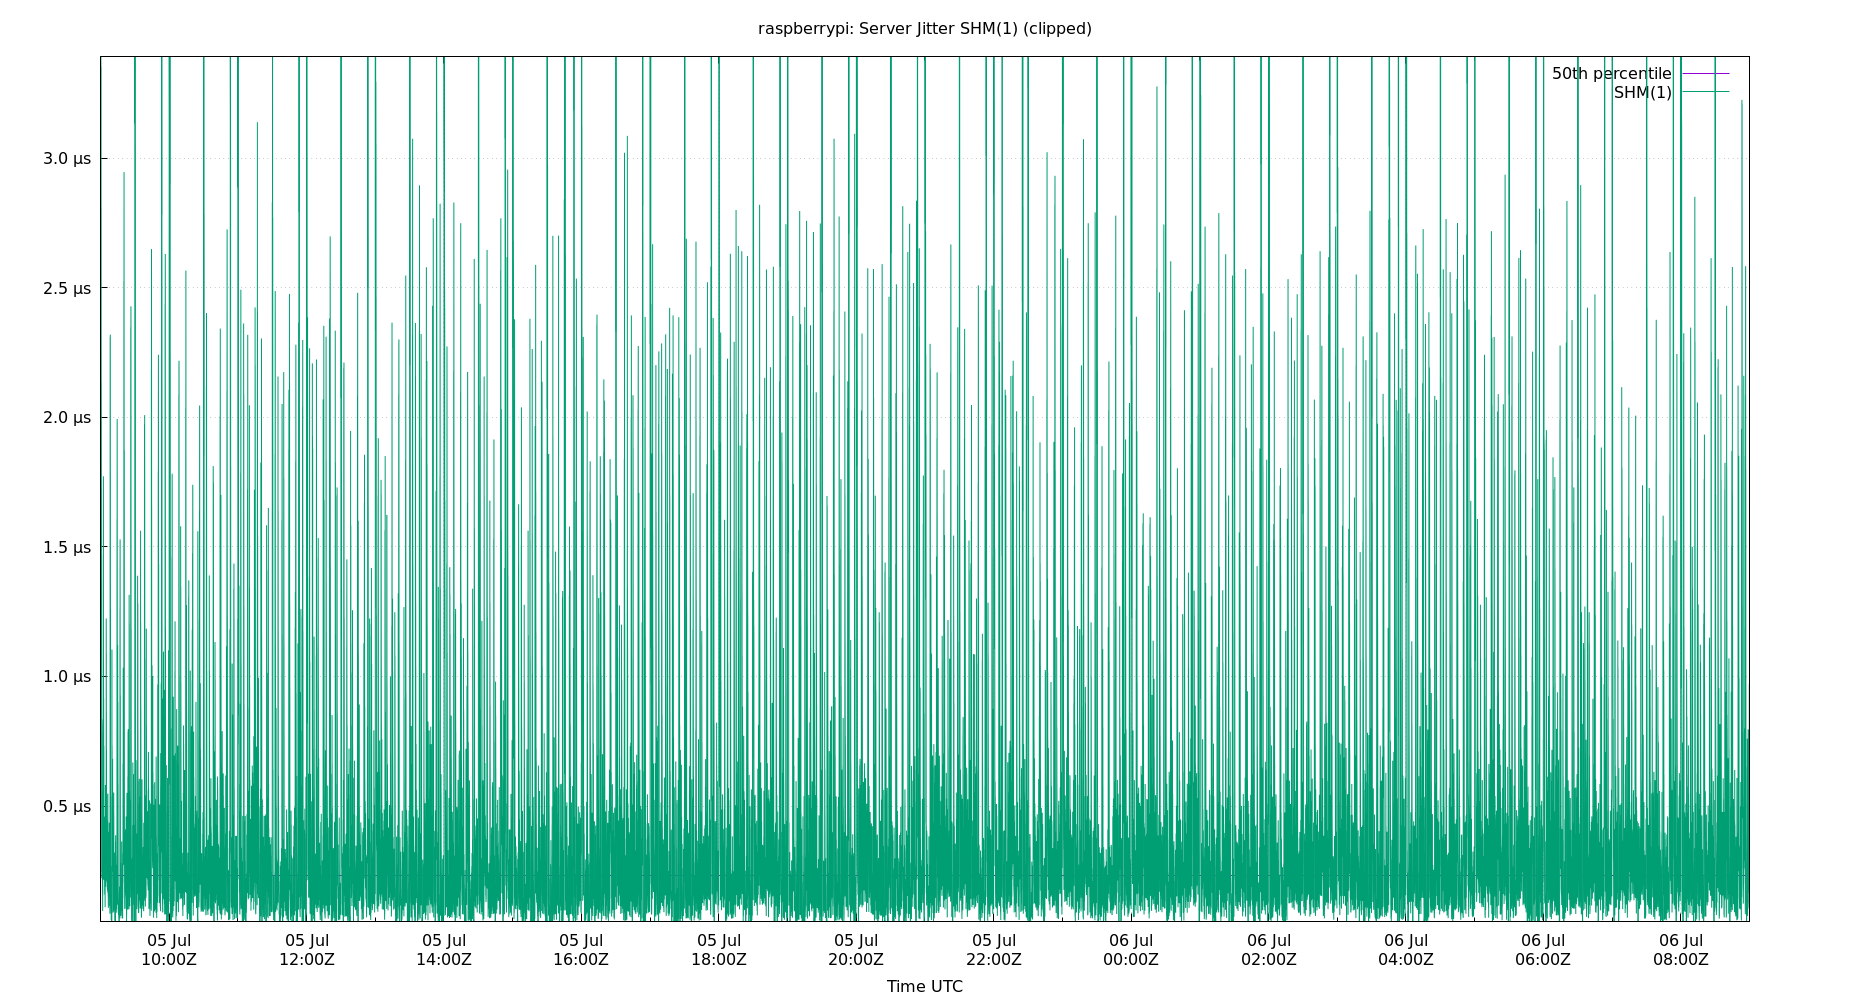 raspberrypi: Server Jitter SHM(1) (clipped)
50th percentile
SHM(1)
3.0 µs
2.5 µs
2.0 µs
1.5 µs
1.0 µs
0.5 µs
05 Jul 05 Jul 05 Jul 05 Jul 05 Jul 05 Jul 05 Jul 06 Jul 06 Jul 06 Jul 06 Jul 06 Jul
10:00Z 12:00Z 14:00Z 16:00Z 18:00Z 20:00Z 22:00Z 00:00Z 02:00Z 04:00Z 06:00Z 08:00Z
Time UTC